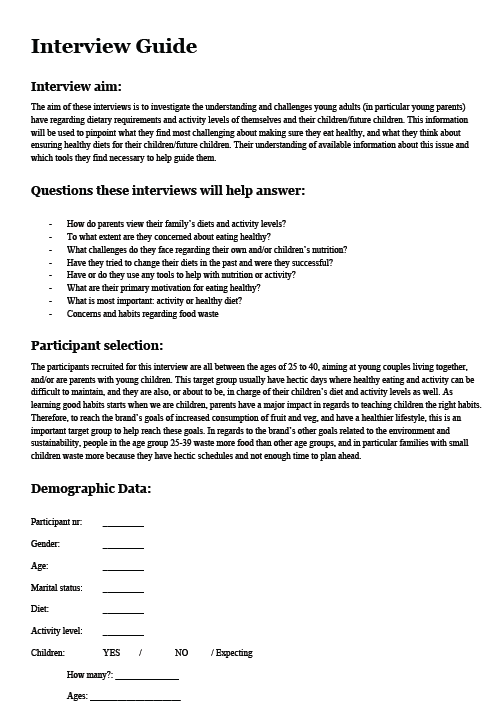 Interview Guide
Interview aim:
The aim of these interviews is to investigate the understanding and challenges young adults (in particular young parents)
have regarding dietary requirements and activity levels of themselves and their children/future children. This information
will be used to pinpoint what they find most challenging about making sure they eat healthy, and what they think about
ensuring healthy diets for their children/future children. Their understanding of available information about this issue and
which tools they find necessary to help guide them.
Questions these interviews will help answer:
- How do parents view their family's diets and activity levels?
- To what extent are they concerned about eating healthy?
- What challenges do they face regarding their own and/or children's nutrition?
- Have they tried to change their diets in the past and were they successful?
- Have or do they use any tools to help with nutrition or activity?
- What are their primary motivation for eating healthy?
- What is most important: activity or healthy diet?
- Concerns and habits regarding food waste
Participant selection:
The participants recruited for this interview are all between the ages of 25 to 40, aiming at young couples living together,
and/or are parents with young children. This target group usually have hectic days where healthy eating and activity can be
difficult to maintain, and they are also, or about to be, in charge of their children's diet and activity levels as well. As
learning good habits starts when we are children, parents have a major impact in regards to teaching children the right habits.
Therefore, to reach the brand's goals of increased consumption of fruit and veg, and have a healthier lifestyle, this is an
important target group to help reach these goals. In regards to the brand's other goals related to the environment and
sustainability, people in the age group 25-39 waste more food than other age groups, and in particular families with small
children waste more because they have hectic schedules and not enough time to plan ahead.
Demographic Data:
Participant nr: _________
Gender: _________
Age: _________
Marital status: _________
Diet: _________
Activity level: _________
Children: YES / NO / Expecting
How many?: ______________
Ages: ____________________